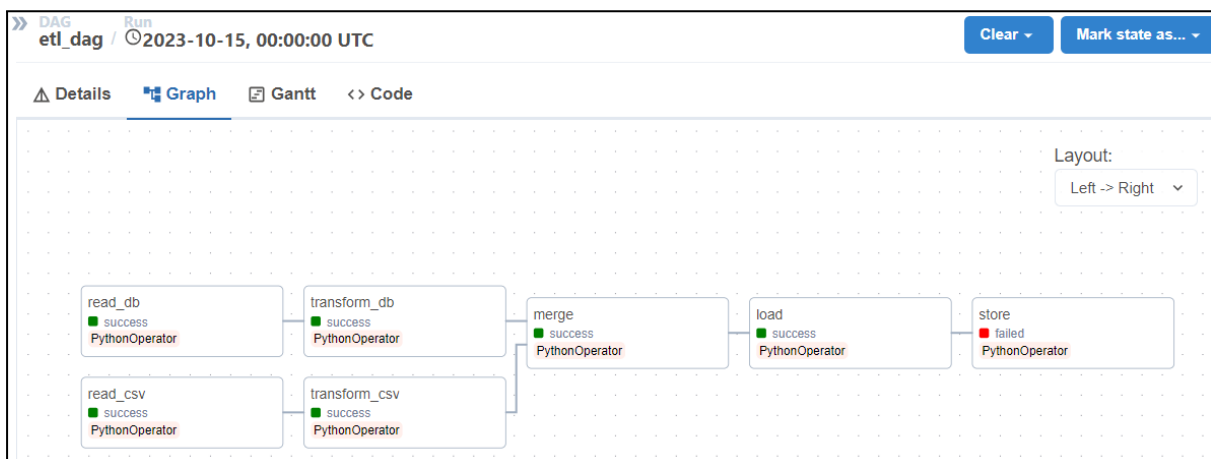 DAG
Run
etl_dag / 2023-10-15, 00:00:00 UTC
Clear
Mark state as...
Details
Graph
Gantt
<> Code
Layout:
Left -> Right
read_db
success
PythonOperator
transform_db
success
PythonOperator
merge
success
PythonOperator
load
success
PythonOperator
store
failed
PythonOperator
read_csv
success
PythonOperator
transform_csv
success
PythonOperator